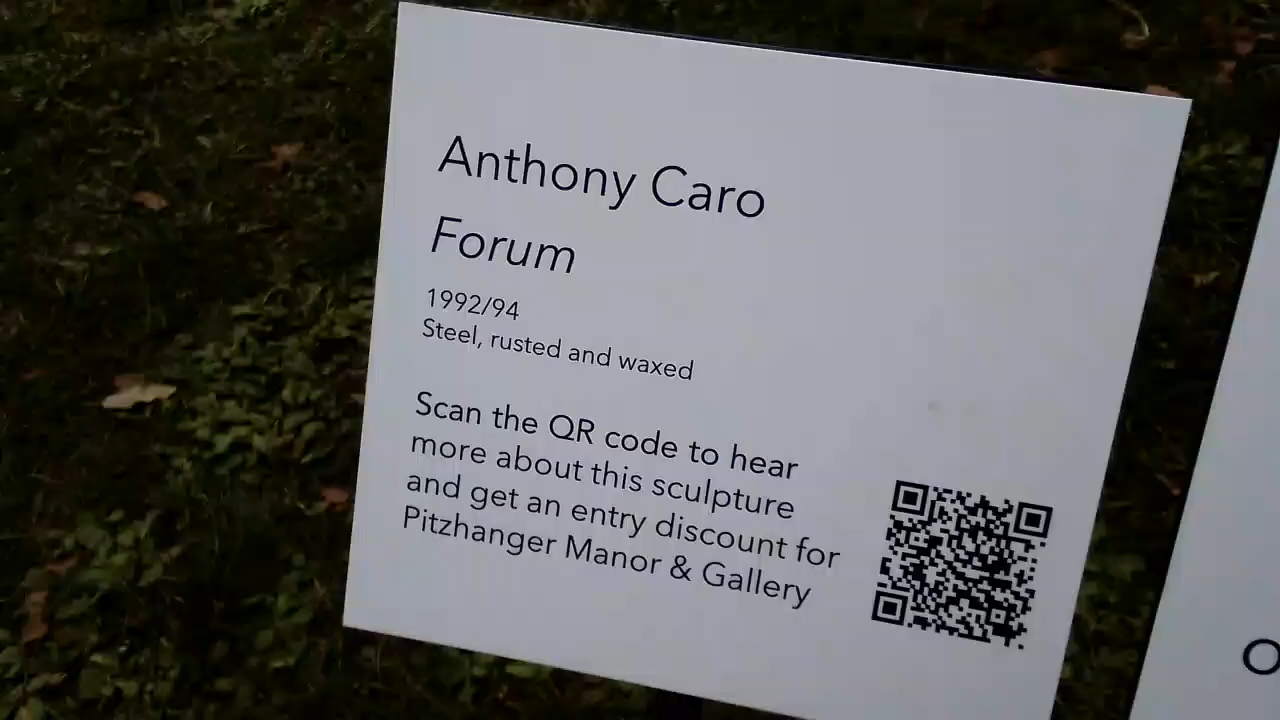 Anthony Caro
Forum
1992/94
Steel, rusted and waxed
Scan the QR code to hear
more about this sculpture
and get an entry discount for
Pitzhanger Manor & Gallery